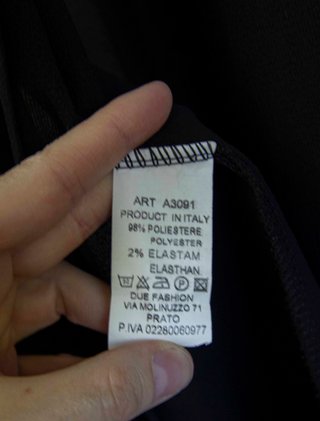 ART A3091
PRODUCT IN ITALY
98% POLIESTERE
POLYESTER
2% ELASTAM
ELASTHAN
DUE FASHION
VIA MOLINUZZO 71
PRATO
P.IVA 02280060977